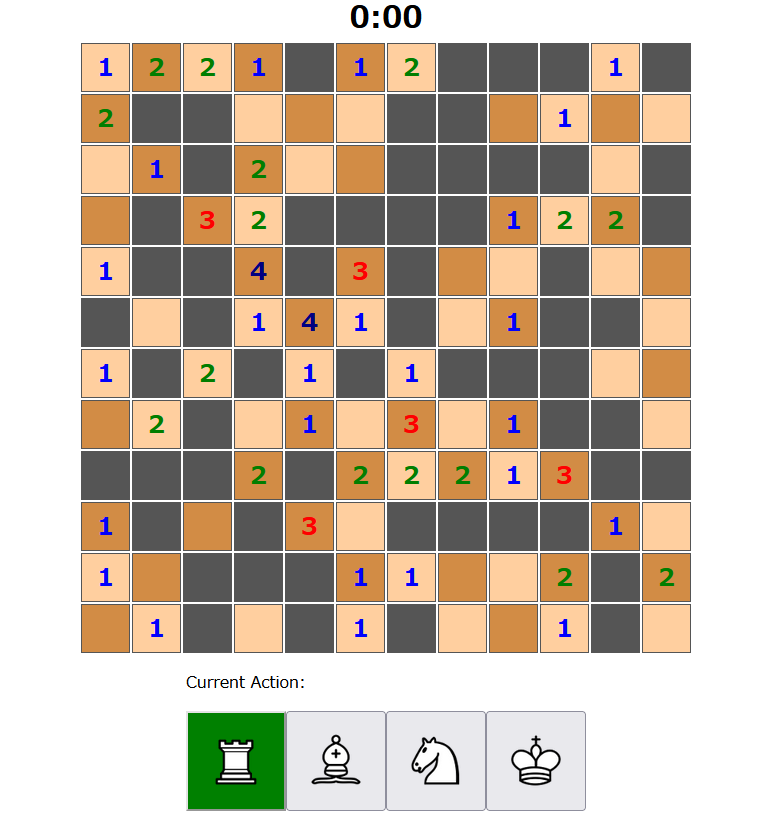 0:00
1 2 2 1 1 2 1
2 1
1 2
3 2 1 2 2
1 4 3
1 4 1 1
1 2 1 1
2 1 3 1
2 2 2 2 1 3
1 3 1
1 1 1 2 2
1 1 1
Current Action: